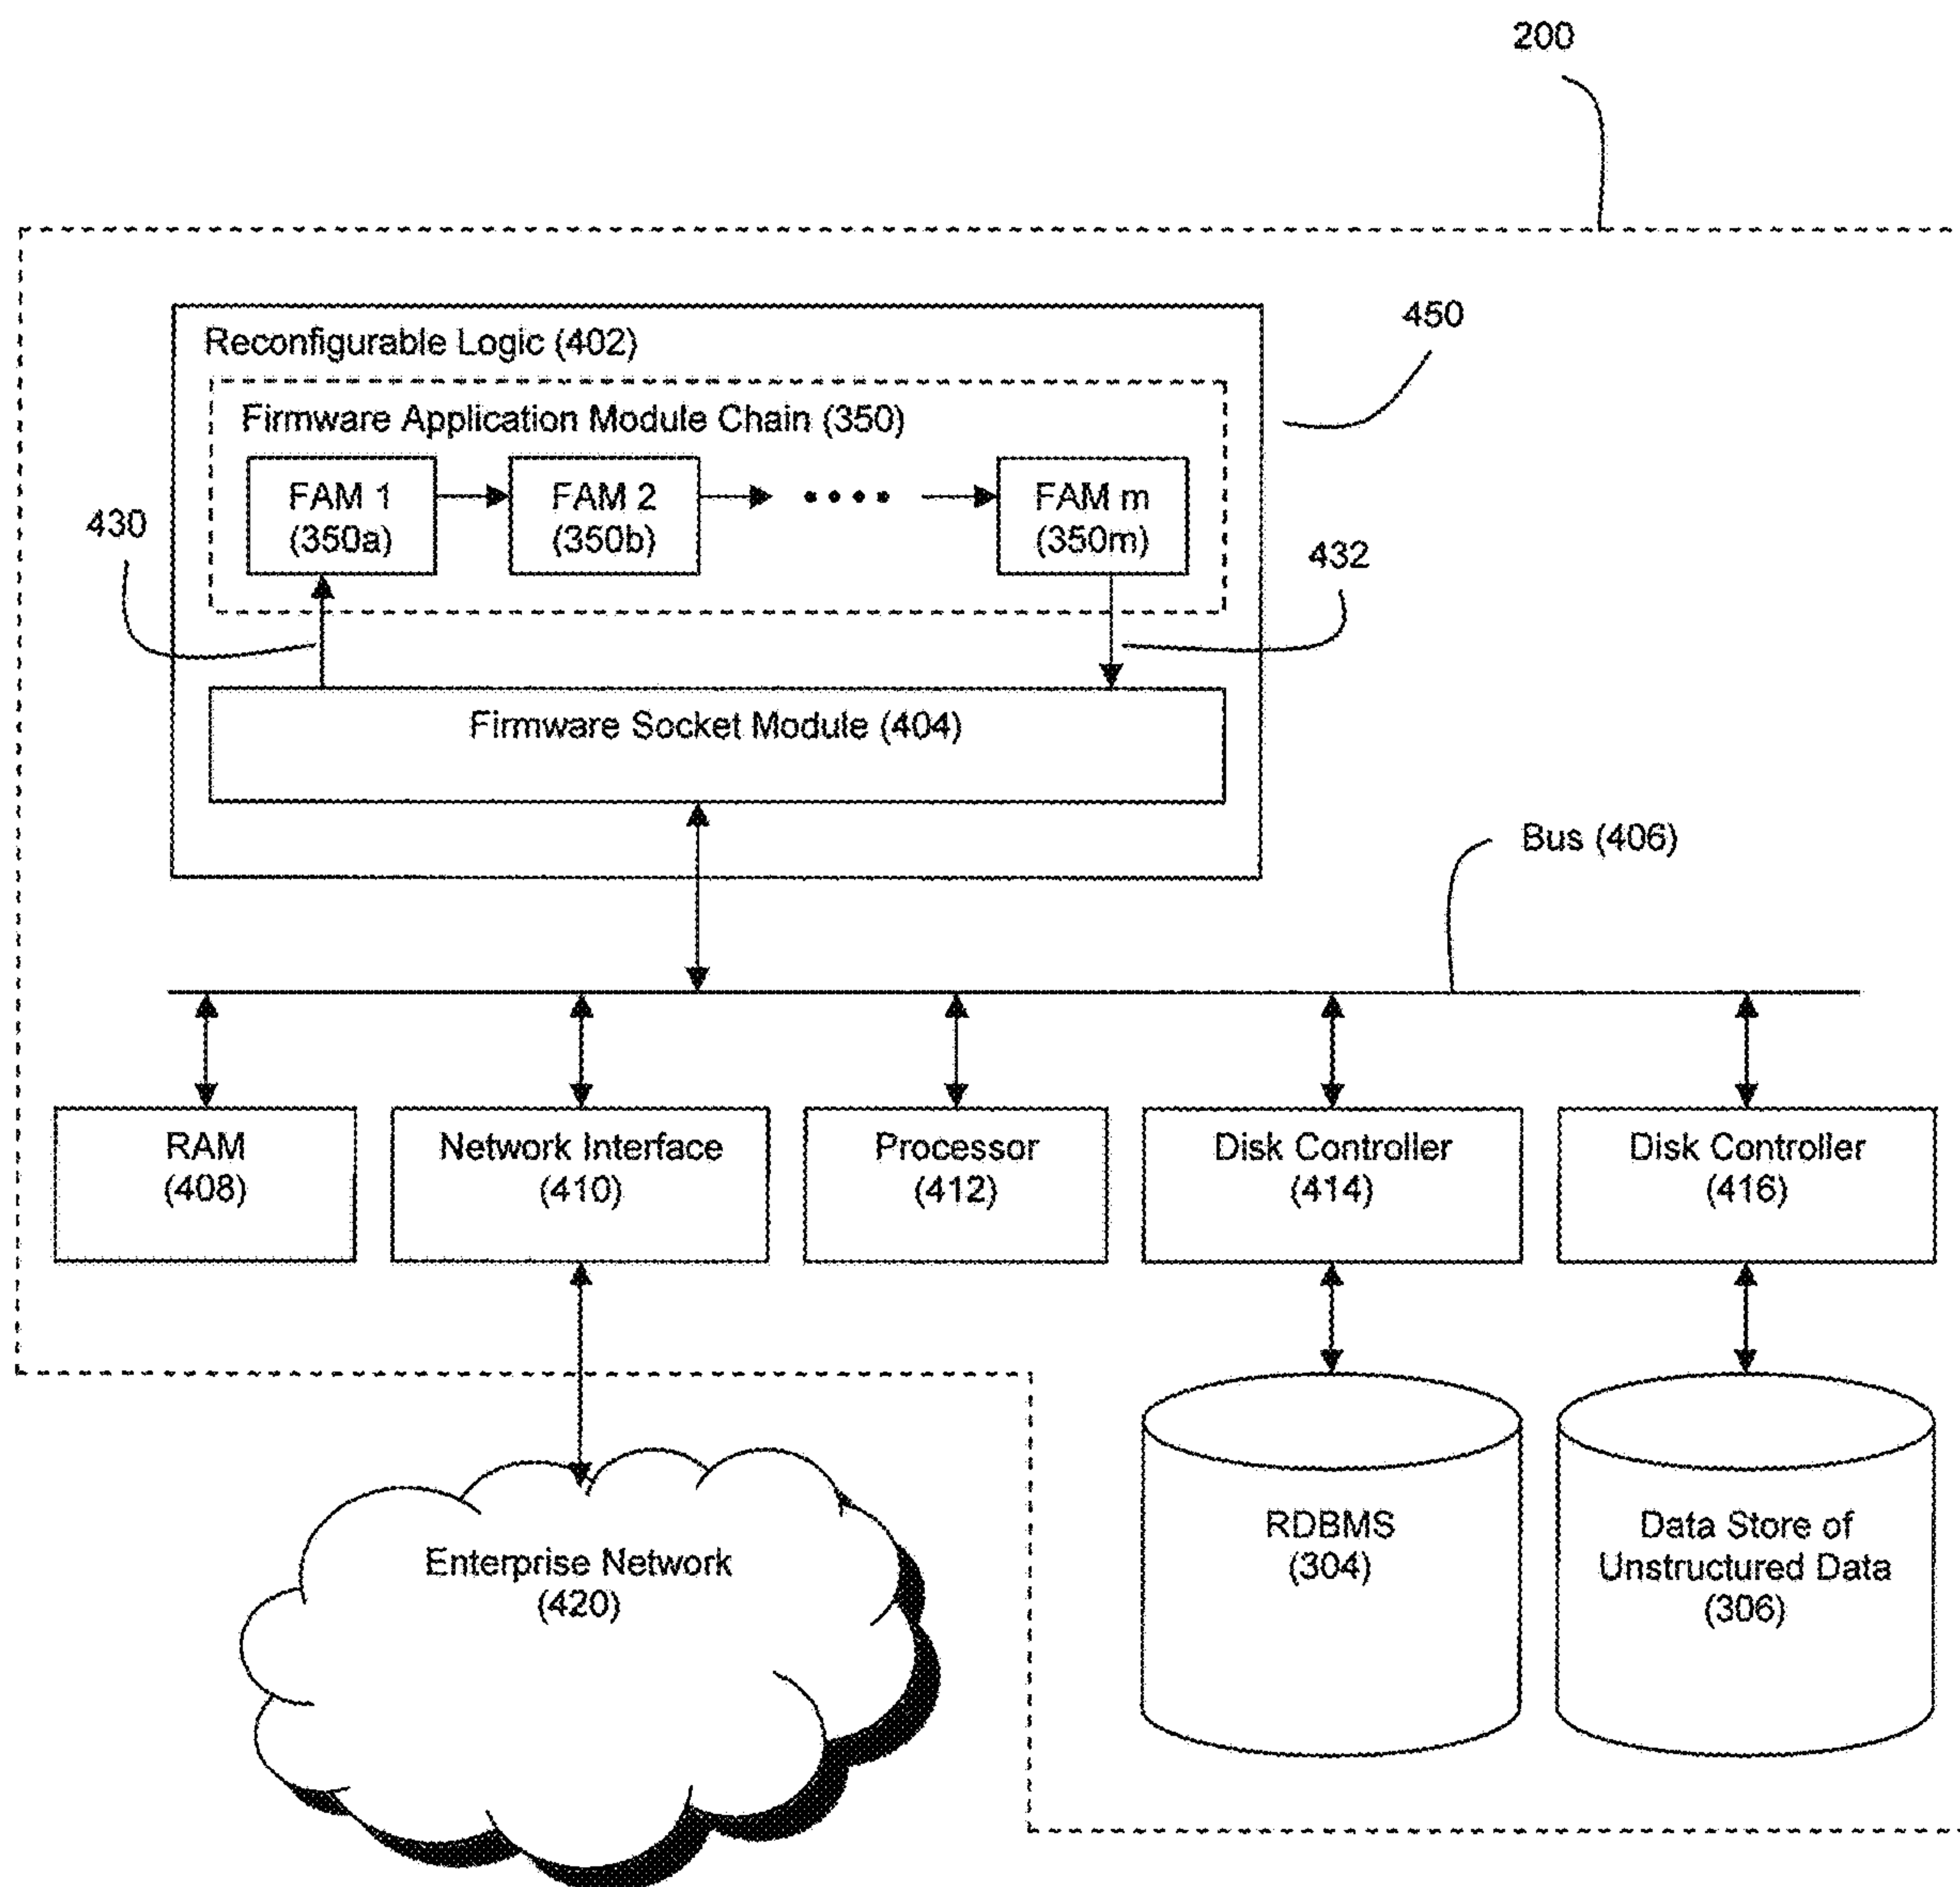 200
450
Reconfigurable Logic (402)
Firmware Application Module Chain (350)
FAM 1
(350a)
FAM 2
(350b)
FAM m
(350m)
430
432
Firmware Socket Module (404)
Bus (406)
RAM
(408)
Network Interface
(410)
Processor
(412)
Disk Controller
(414)
Disk Controller
(416)
Enterprise Network
(420)
RDBMS
(304)
Data Store of
Unstructured Data
(306)